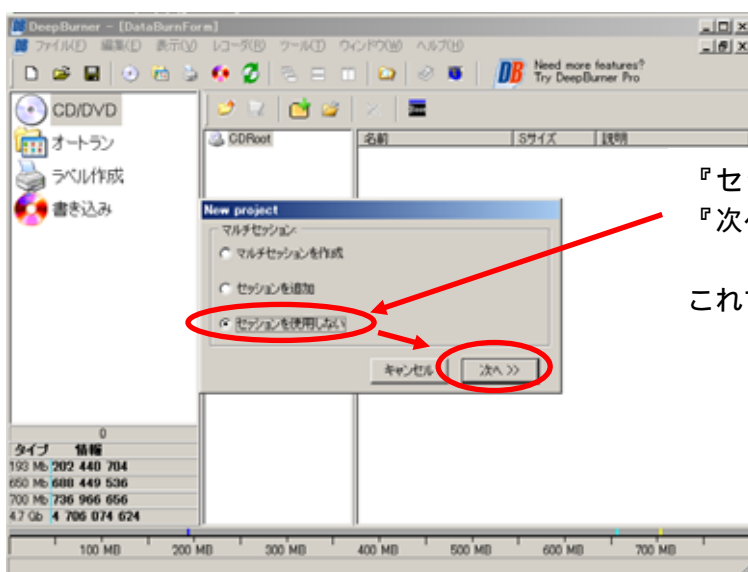 DeepBurner - [DataBurnForm]
ファイル(F) 編集(D) 表示(V) レコーダ(B) ツール(T) ウィンドウ(W) ヘルプ(H)
Need more features?
Try DeepBurner Pro
DB
CD/DVD
オートラン
ラベル作成
書き込み
CDRoot
名前 Sサイズ 説明
『セ
『次へ
これで
New project
マルチセッション:
マルチセッションを作成
セッションを追加
セッションを使用しない
キャンセル 次へ >>
0
タイプ 情報
193 Mb 202 440 704
650 Mb 680 449 536
700 Mb 736 966 656
4.7 Gb 4 706 074 624
100 MB 200 MB 300 MB 400 MB 500 MB 600 MB 700 MB